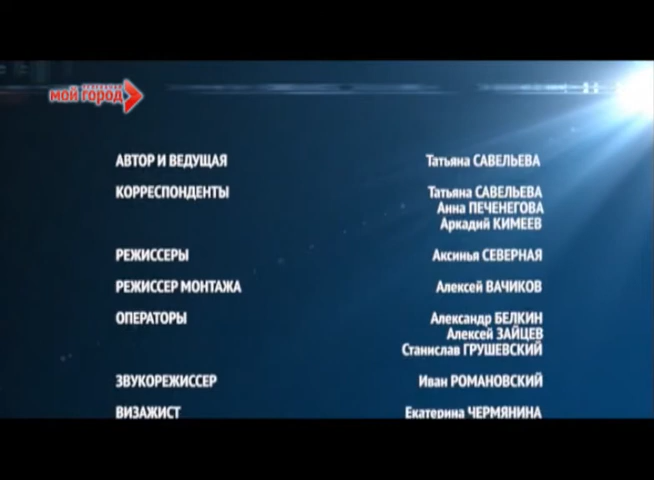 мой город
АВТОР И ВЕДУЩАЯ Татьяна САВЕЛЬЕВА
КОРРЕСПОНДЕНТЫ Татьяна САВЕЛЬЕВА
Анна ПЕЧЕНЕГОВА
Аркадий КИМЕЕВ
РЕЖИССЕРЫ Аксинья СЕВЕРНАЯ
РЕЖИССЕР МОНТАЖА Алексей ВАЧИКОВ
ОПЕРАТОРЫ Александр БЕЛКИН
Алексей ЗАЙЦЕВ
Станислав ГРУШЕВСКИЙ
ЗВУКОРЕЖИССЕР Иван РОМАНОВСКИЙ
ВИЗАЖИСТ Екатерина ЧЕРМЯНИНА